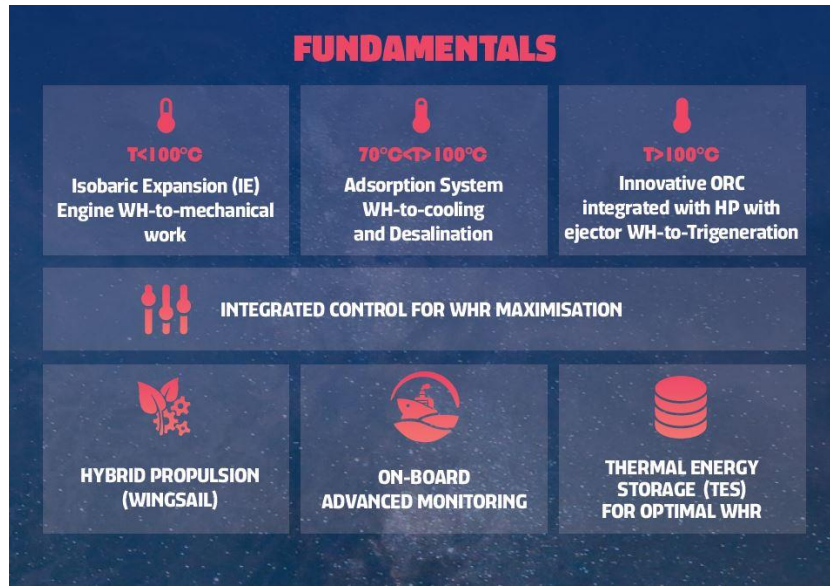 FUNDAMENTALS
T<100°C
Isobaric Expansion (IE)
Engine WH-to-mechanical
work
70°C<T>100°C
Adsorption System
WH-to-cooling
and Desalination
T>100°C
Innovative ORC
integrated with HP with
ejector WH-to-Trigeneration
INTEGRATED CONTROL FOR WHR MAXIMISATION
HYBRID PROPULSION
(WINGSAIL)
ON-BOARD
ADVANCED MONITORING
THERMAL ENERGY
STORAGE (TES)
FOR OPTIMAL WHR